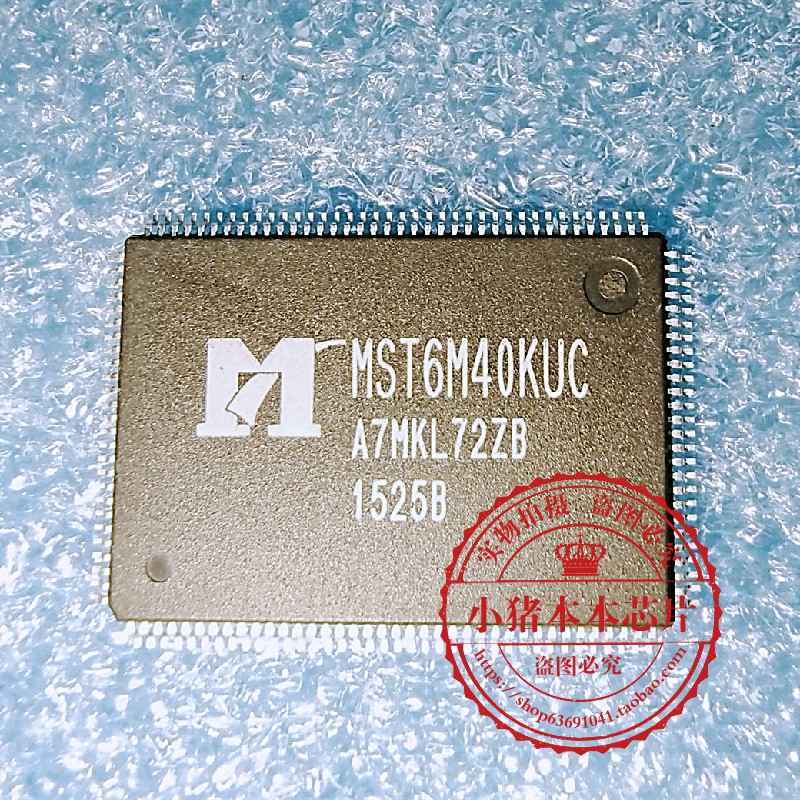 MST6M40KUC
A7MKL72ZB
1525B
实物拍摄 盗图必究
小猪本本芯片
盗图必究
https://shop63691041.taobao.com